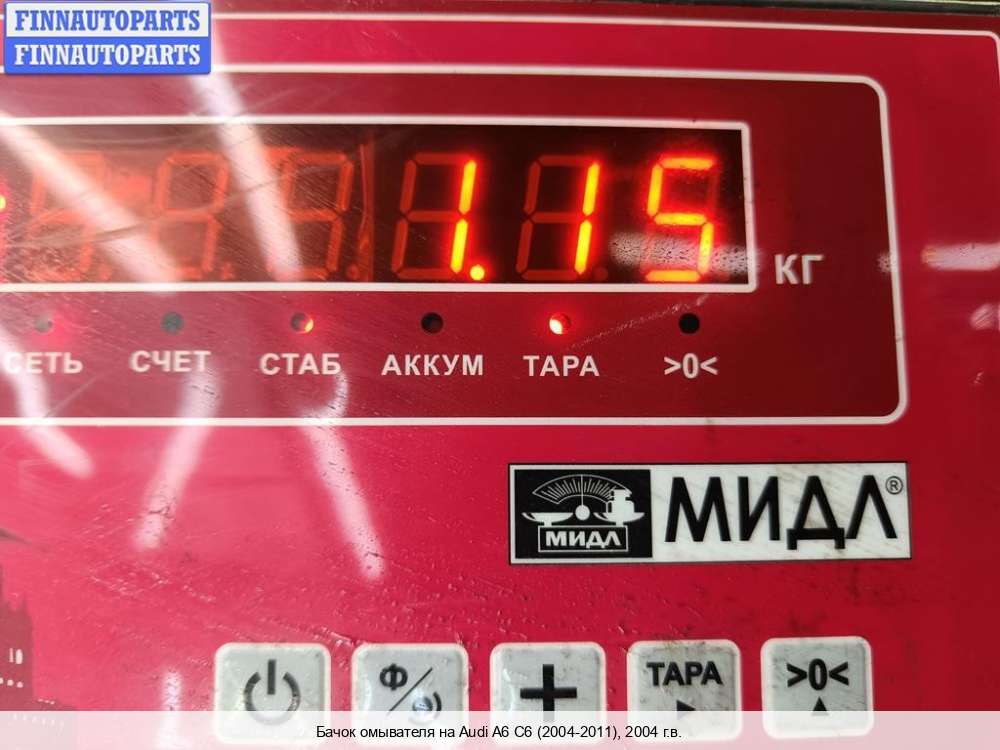 FINNAUTOPARTS
FINNAUTOPARTS
1.15
КГ
СЕТЬ СЧЕТ СТАБ АККУМ ТАРА >0<
МИДЛ МИДЛ®
Ф ТАРА >0<
Бачок омывателя на Audi A6 C6 (2004-2011), 2004 г.в.